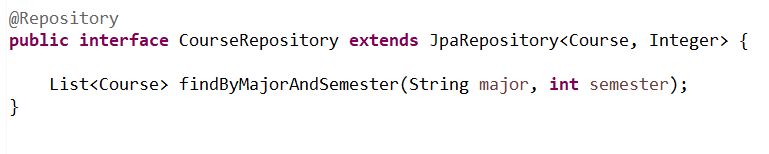 @Repository
public interface CourseRepository extends JpaRepository<Course, Integer> {
List<Course> findByMajorAndSemester(String major, int semester);
}